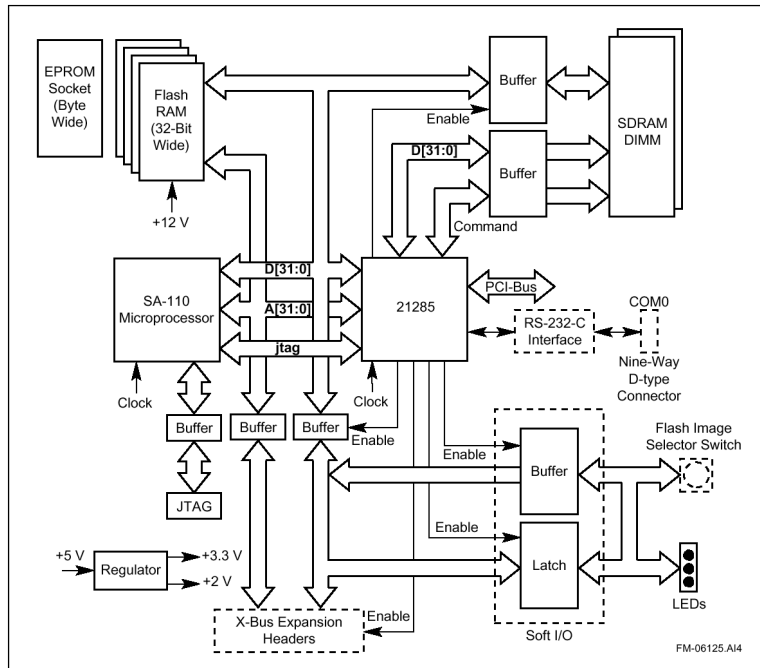 EPROM
Socket
(Byte
Wide)
Flash
RAM
(32-Bit
Wide)
+12 V
Buffer
Enable
SDRAM
DIMM
D[31:0]
Buffer
Command
SA-110
Microprocessor
D[31:0]
A[31:0]
jtag
21285
PCI-Bus
RS-232-C
Interface
COM0
Nine-Way
D-type
Connector
Clock
Clock
Buffer
Buffer
Buffer
Enable
JTAG
Enable
Buffer
Flash Image
Selector Switch
Enable
Latch
LEDs
Soft I/O
+5 V
Regulator
+3.3 V
+2 V
X-Bus Expansion
Headers
Enable
FM-06125.AI4